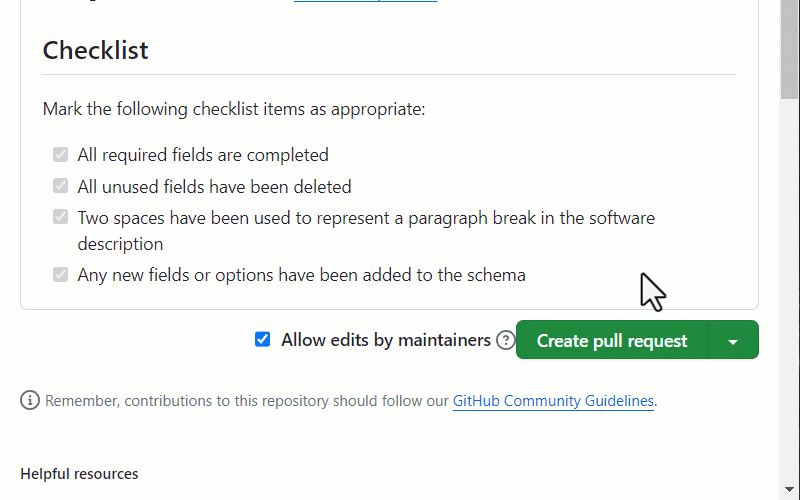 Checklist
Mark the following checklist items as appropriate:
All required fields are completed
All unused fields have been deleted
Two spaces have been used to represent a paragraph break in the software
description
Any new fields or options have been added to the schema
Allow edits by maintainers ? Create pull request
Remember, contributions to this repository should follow our GitHub Community Guidelines.
Helpful resources